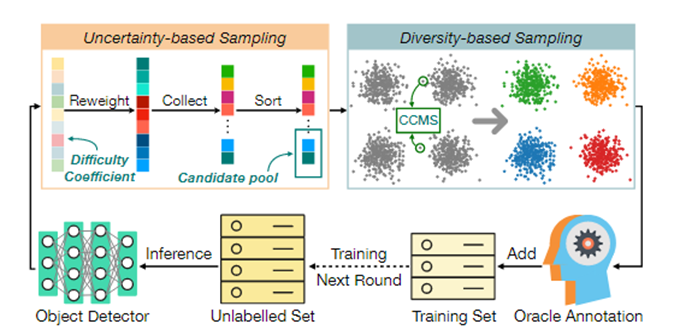 Uncertainty-based Sampling
Diversity-based Sampling
Reweight
Collect
Sort
CCMS
Difficulty
Coefficient
Candidate pool
Inference
Training
Next Round
Add
Object Detector
Unlabelled Set
Training Set
Oracle Annotation